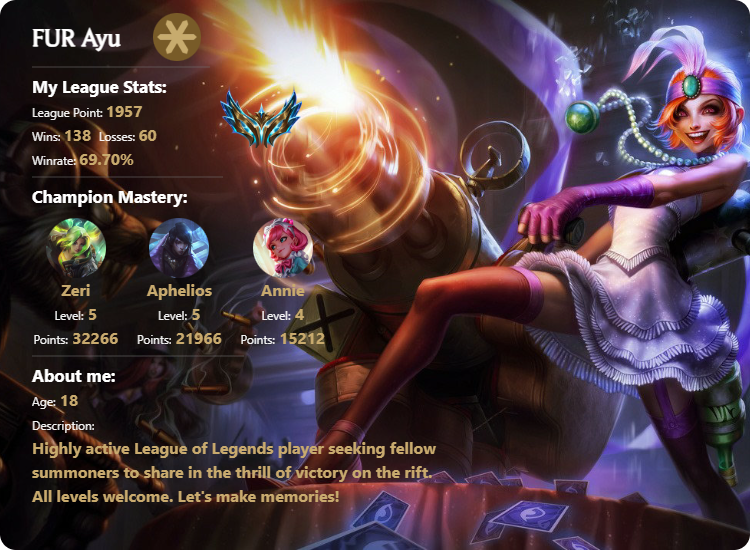 FUR Ayu
My League Stats:
League Point: 1957
Wins: 138 Losses: 60
Winrate: 69.70%
Champion Mastery:
Zeri Aphelios Annie
Level: 5 Level: 5 Level: 4
Points: 32266 Points: 21966 Points: 15212
About me:
Age: 18
Description:
Highly active League of Legends player seeking fellow
summoners to share in the thrill of victory on the rift.
All levels welcome. Let's make memories!